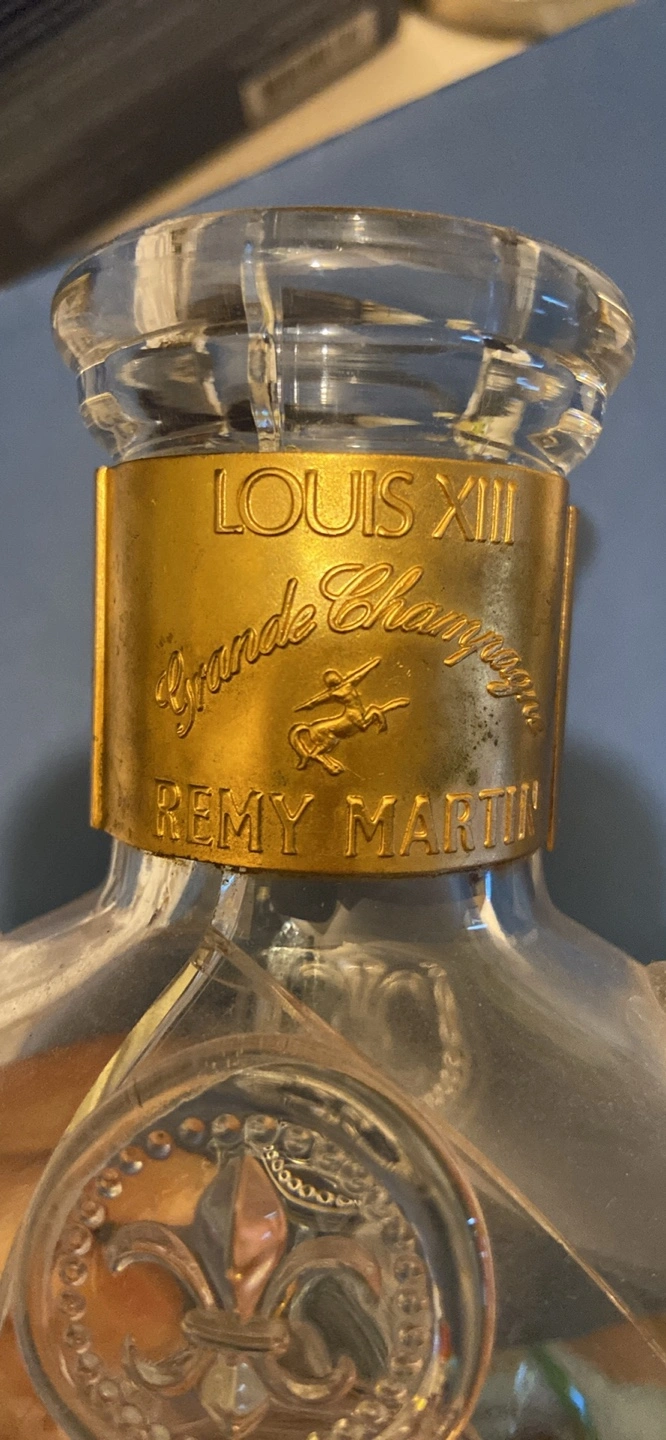 LOUIS XIII
Grande Champagne
REMY MARTIN